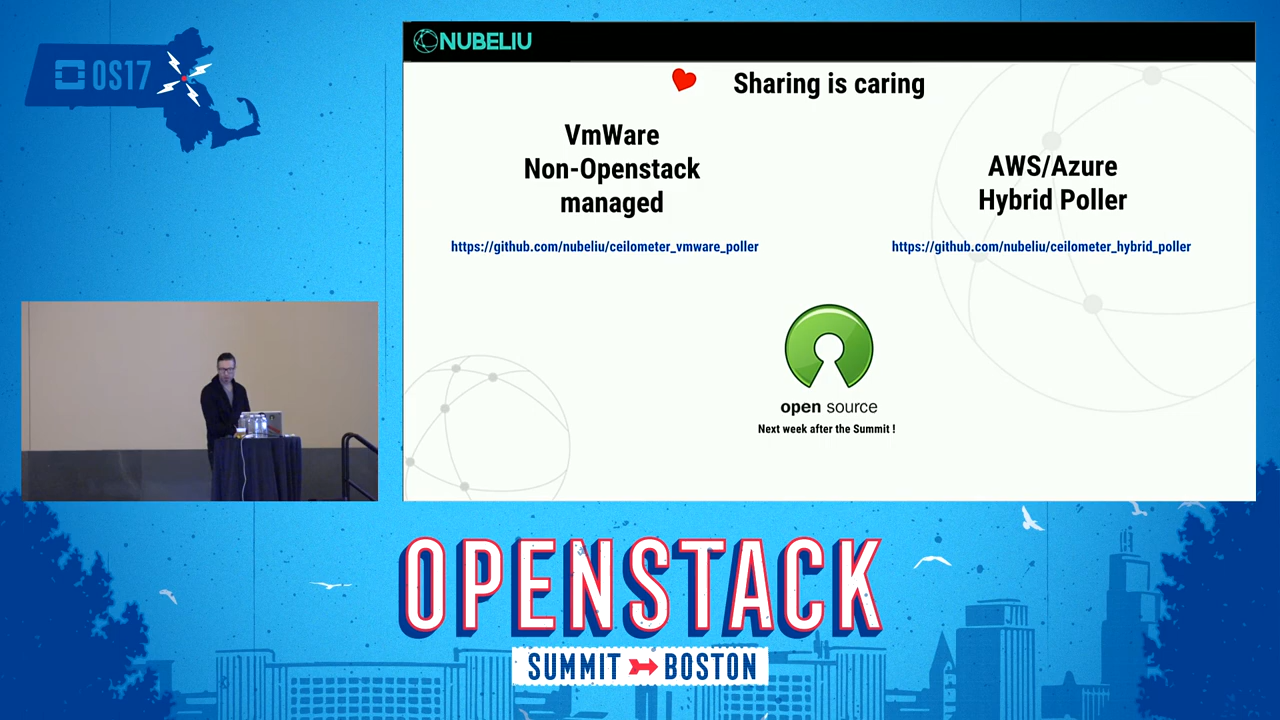 OS17
NUBELIU
Sharing is caring
VmWare
Non-Openstack
managed
https://github.com/nubeliu/ceilometer_vmware_poller
AWS/Azure
Hybrid Poller
https://github.com/nubeliu/ceilometer_hybrid_poller
open source
Next week after the Summit !
OPENSTACK
SUMMIT BOSTON